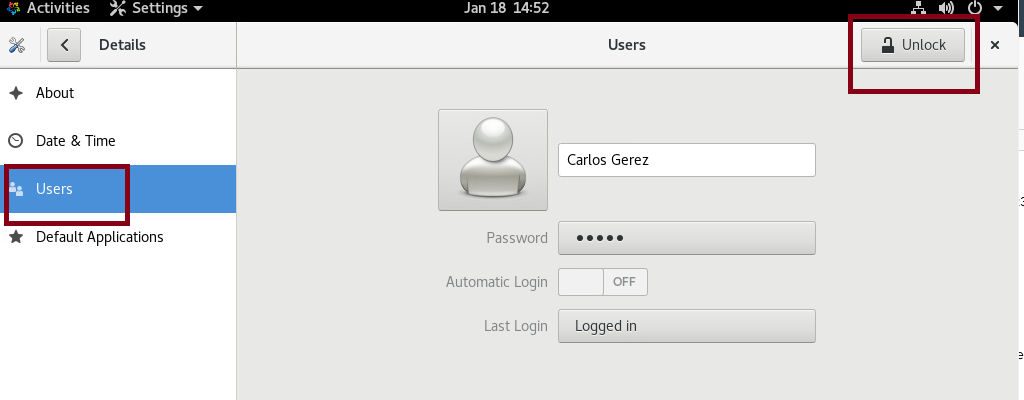 Activities Settings Jan 18 14:52
Details Users Unlock
About
Date & Time
Users
Default Applications
Carlos Gerez
Password •••••
Automatic Login OFF
Last Login Logged in